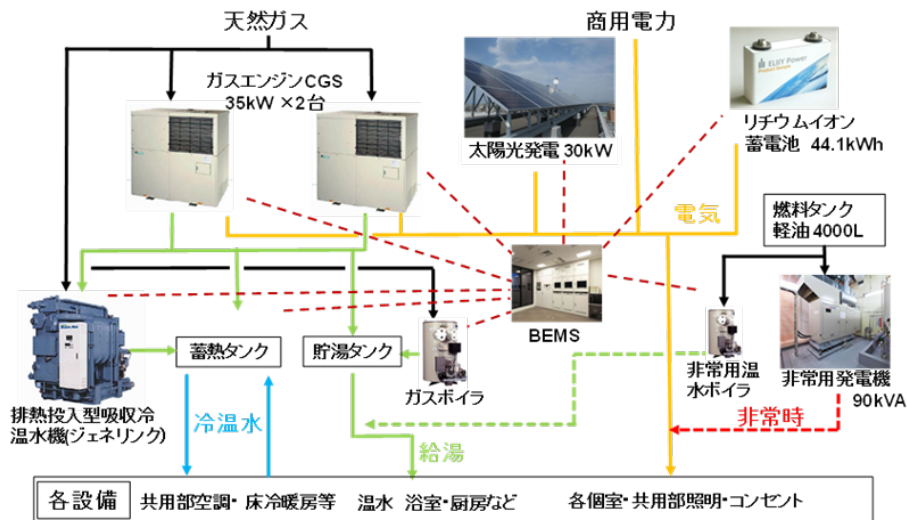 天然ガス
商用電力
ガスエンジンCGS
35kW ×2台
ELIIY Power
太陽光発電 30kW
リチウムイオン
蓄電池 44.1kWh
電気
燃料タンク
軽油 4000L
BEMS
蓄熱タンク
貯湯タンク
ガスボイラ
非常用温
水ボイラ
非常用発電機
90kVA
排熱投入型吸収冷
温水機(ジェネリンク)
冷温水
給湯
非常時
各設備
共用部空調・床冷暖房等
温水 浴室・厨房など
各個室・共用部照明・コンセント